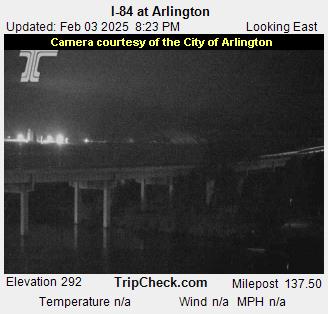 I-84 at Arlington
Updated: Feb 03 2025 8:23 PM Looking East
Camera courtesy of the City of Arlington
Elevation 292 TripCheck.com Milepost 137.50
Temperature n/a Wind n/a MPH n/a